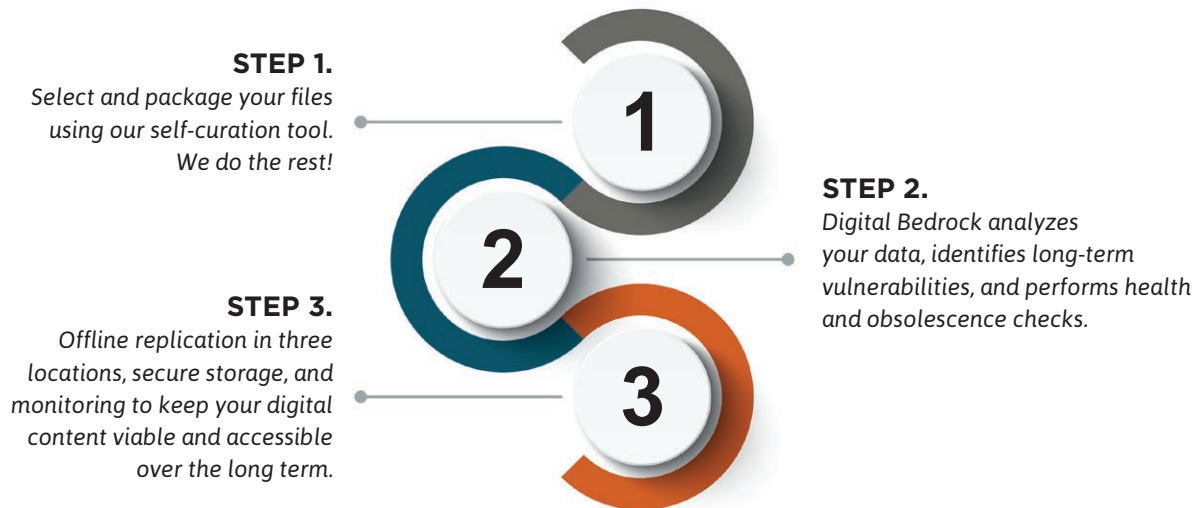 STEP 1.
Select and package your files
using our self-curation tool.
We do the rest!
1
STEP 2.
Digital Bedrock analyzes
your data, identifies long-term
vulnerabilities, and performs health
and obsolescence checks.
2
STEP 3.
Offline replication in three
locations, secure storage, and
monitoring to keep your digital
content viable and accessible
over the long term.
3